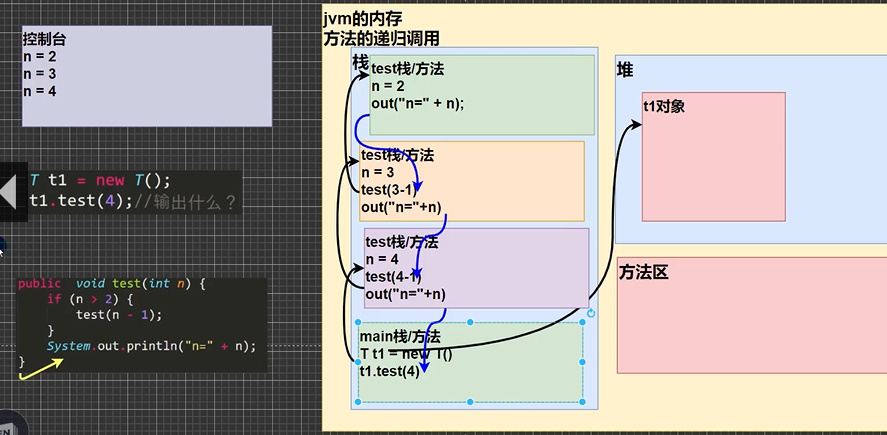 控制台
n = 2
n = 3
n = 4
T t1 = new T();
t1.test(4);//输出什么？
public void test(int n) {
if (n > 2) {
test(n - 1);
}
System.out.println("n=" + n);
}
jvm的内存
方法的递归调用
栈
test栈/方法
n = 2
out("n=" + n);
test栈/方法
n = 3
test(3-1)
out("n="+n)
test栈/方法
n = 4
test(4-1)
out("n="+n)
main栈/方法
T t1 = new T()
t1.test(4)
堆
t1对象
方法区